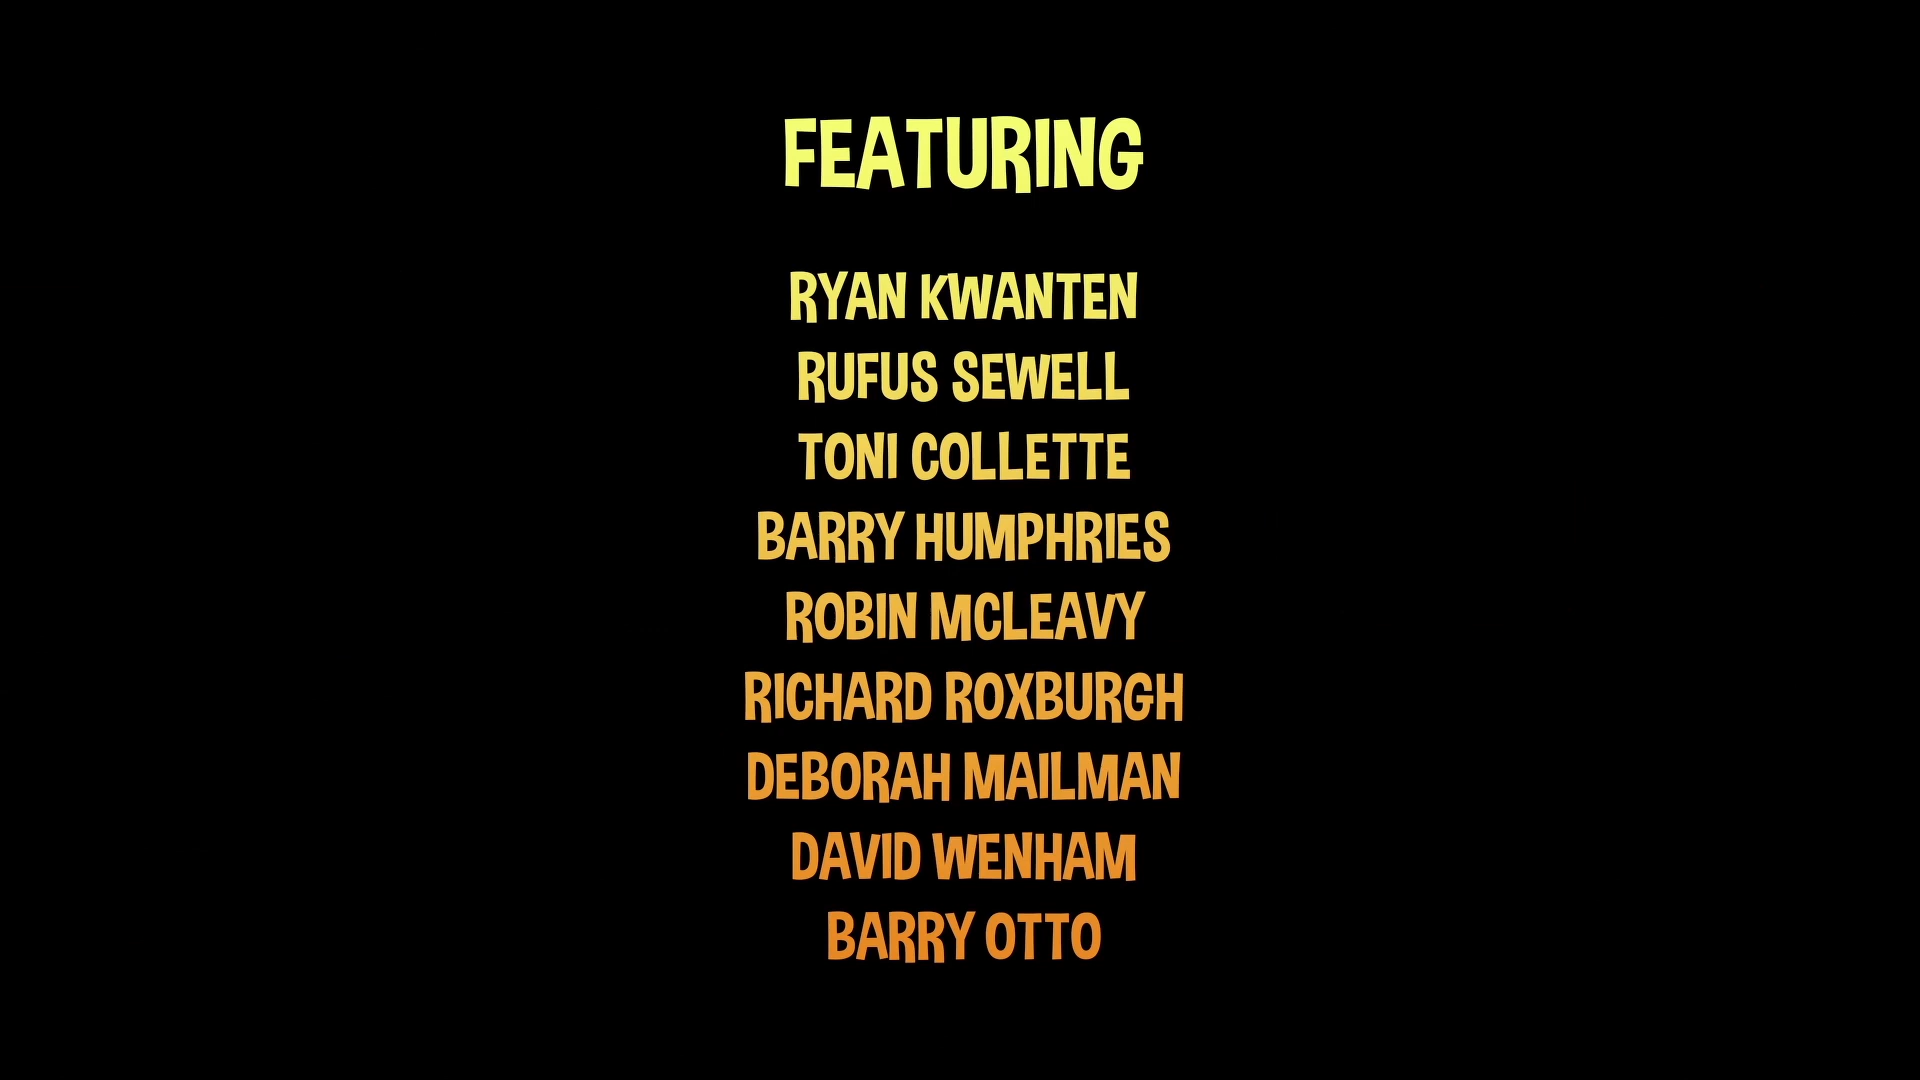 FEATURING
RYAN KWANTEN
RUFUS SEWELL
TONI COLLETTE
BARRY HUMPHRIES
ROBIN MCLEAVY
RICHARD ROXBURGH
DEBORAH MAILMAN
DAVID WENHAM
BARRY OTTO